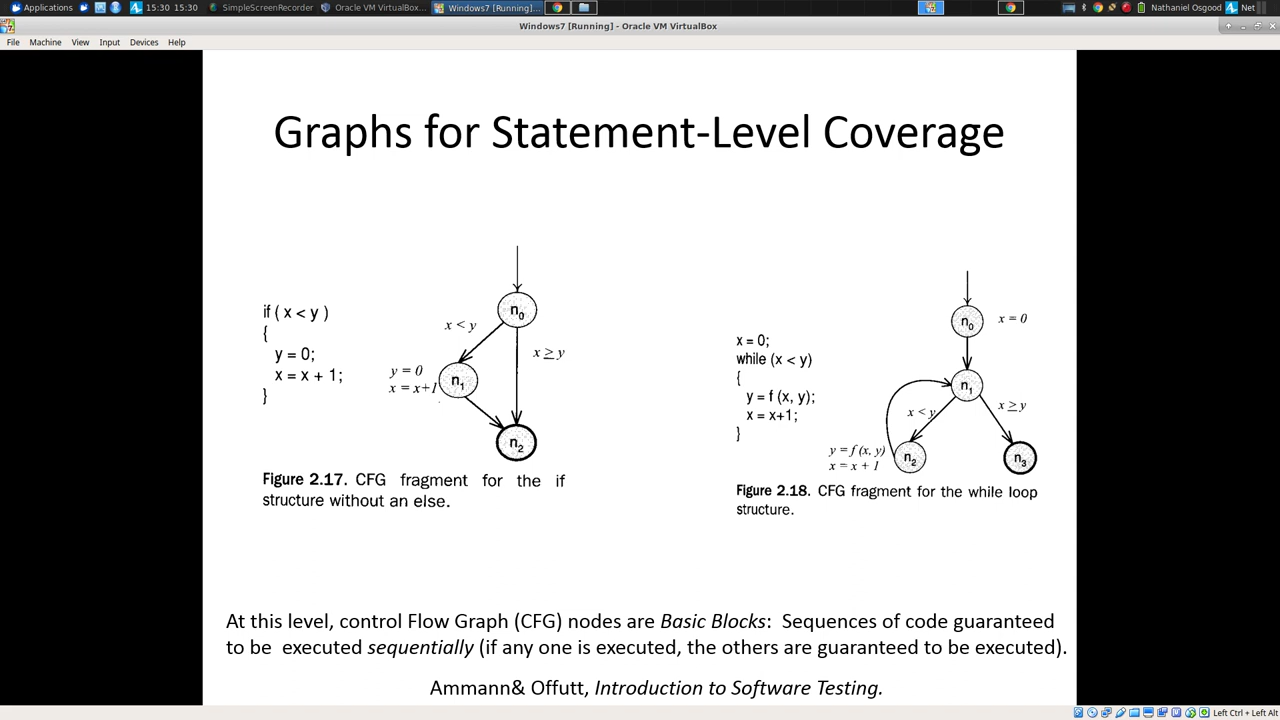 Applications
15:30 15:30
SimpleScreenRecorder
Oracle VM VirtualBox...
Windows7 [Running] -...
Nathaniel Osgood
Net
Windows7 [Running] - Oracle VM VirtualBox
File Machine View Input Devices Help
Graphs for Statement-Level Coverage
if ( x < y )
{
y = 0;
x = x + 1;
}
n0
x < y
x ≥ y
y = 0
x = x+1
n1
n2
Figure 2.17. CFG fragment for the if
structure without an else.
x = 0;
while (x < y)
{
y = f (x, y);
x = x+1;
}
n0
x = 0
n1
x < y
x ≥ y
y = f (x, y)
x = x + 1
n2
n3
Figure 2.18. CFG fragment for the while loop
structure.
At this level, control Flow Graph (CFG) nodes are Basic Blocks: Sequences of code guaranteed
to be executed sequentially (if any one is executed, the others are guaranteed to be executed).
Ammann& Offutt, Introduction to Software Testing.
Left Ctrl + Left Alt